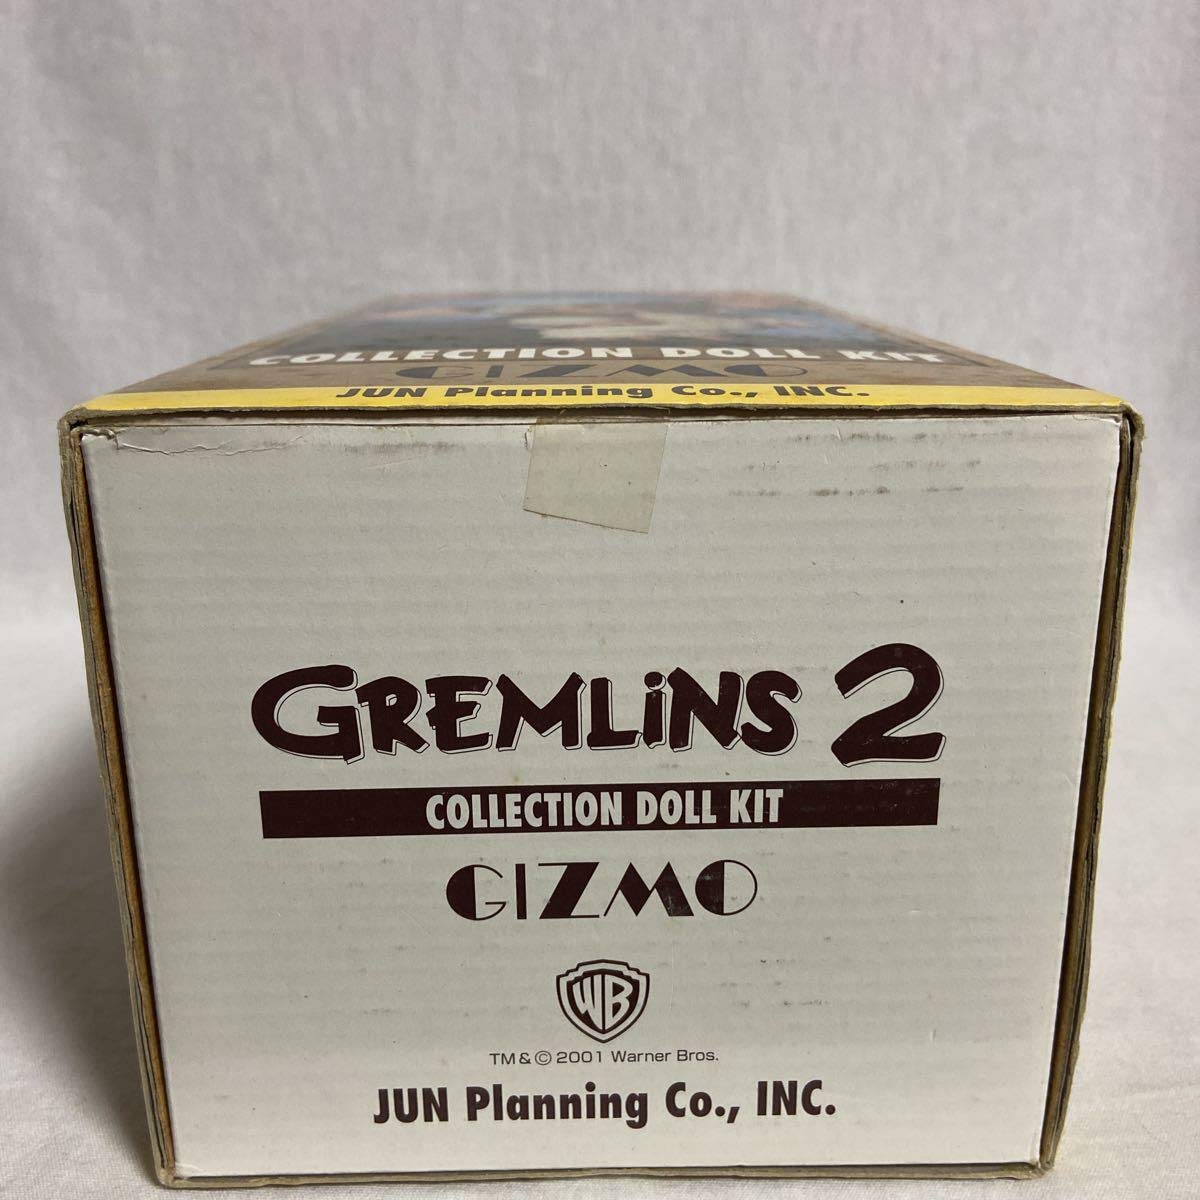 COLLECTION DOLL KIT
GIZMO
JUN Planning Co., INC.
GREMLiNS 2
COLLECTION DOLL KIT
GIZMO
WB
TM & © 2001 Warner Bros.
JUN Planning Co., INC.